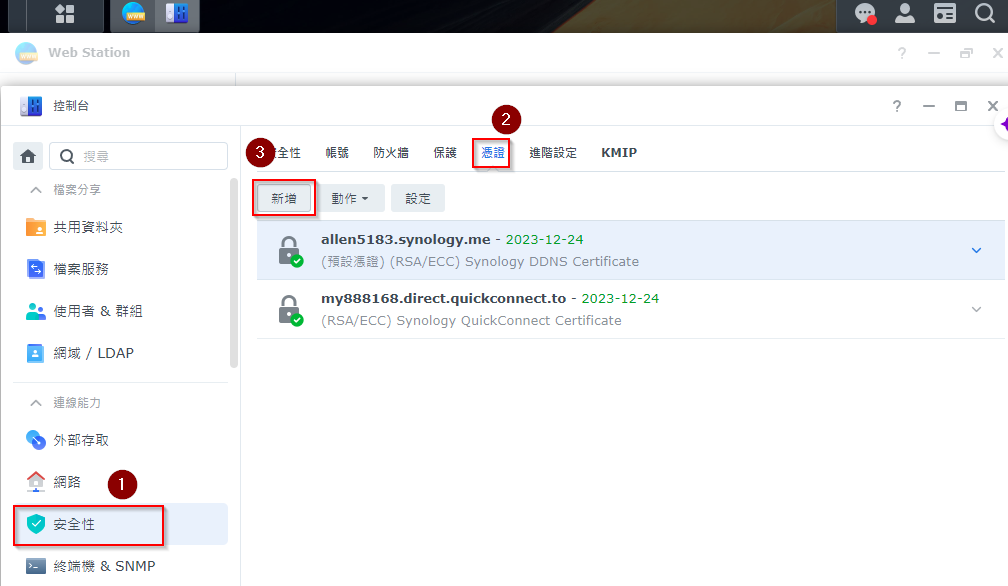 Web Station
控制台
搜尋
檔案分享
共用資料夾
檔案服務
使用者 & 群組
網域 / LDAP
連線能力
外部存取
網路
1
安全性
終端機 & SNMP
2
3
全性 帳號 防火牆 保護 憑證 進階設定 KMIP
新增 動作 設定
allen5183.synology.me - 2023-12-24
(預設憑證) (RSA/ECC) Synology DDNS Certificate
my888168.direct.quickconnect.to - 2023-12-24
(RSA/ECC) Synology QuickConnect Certificate